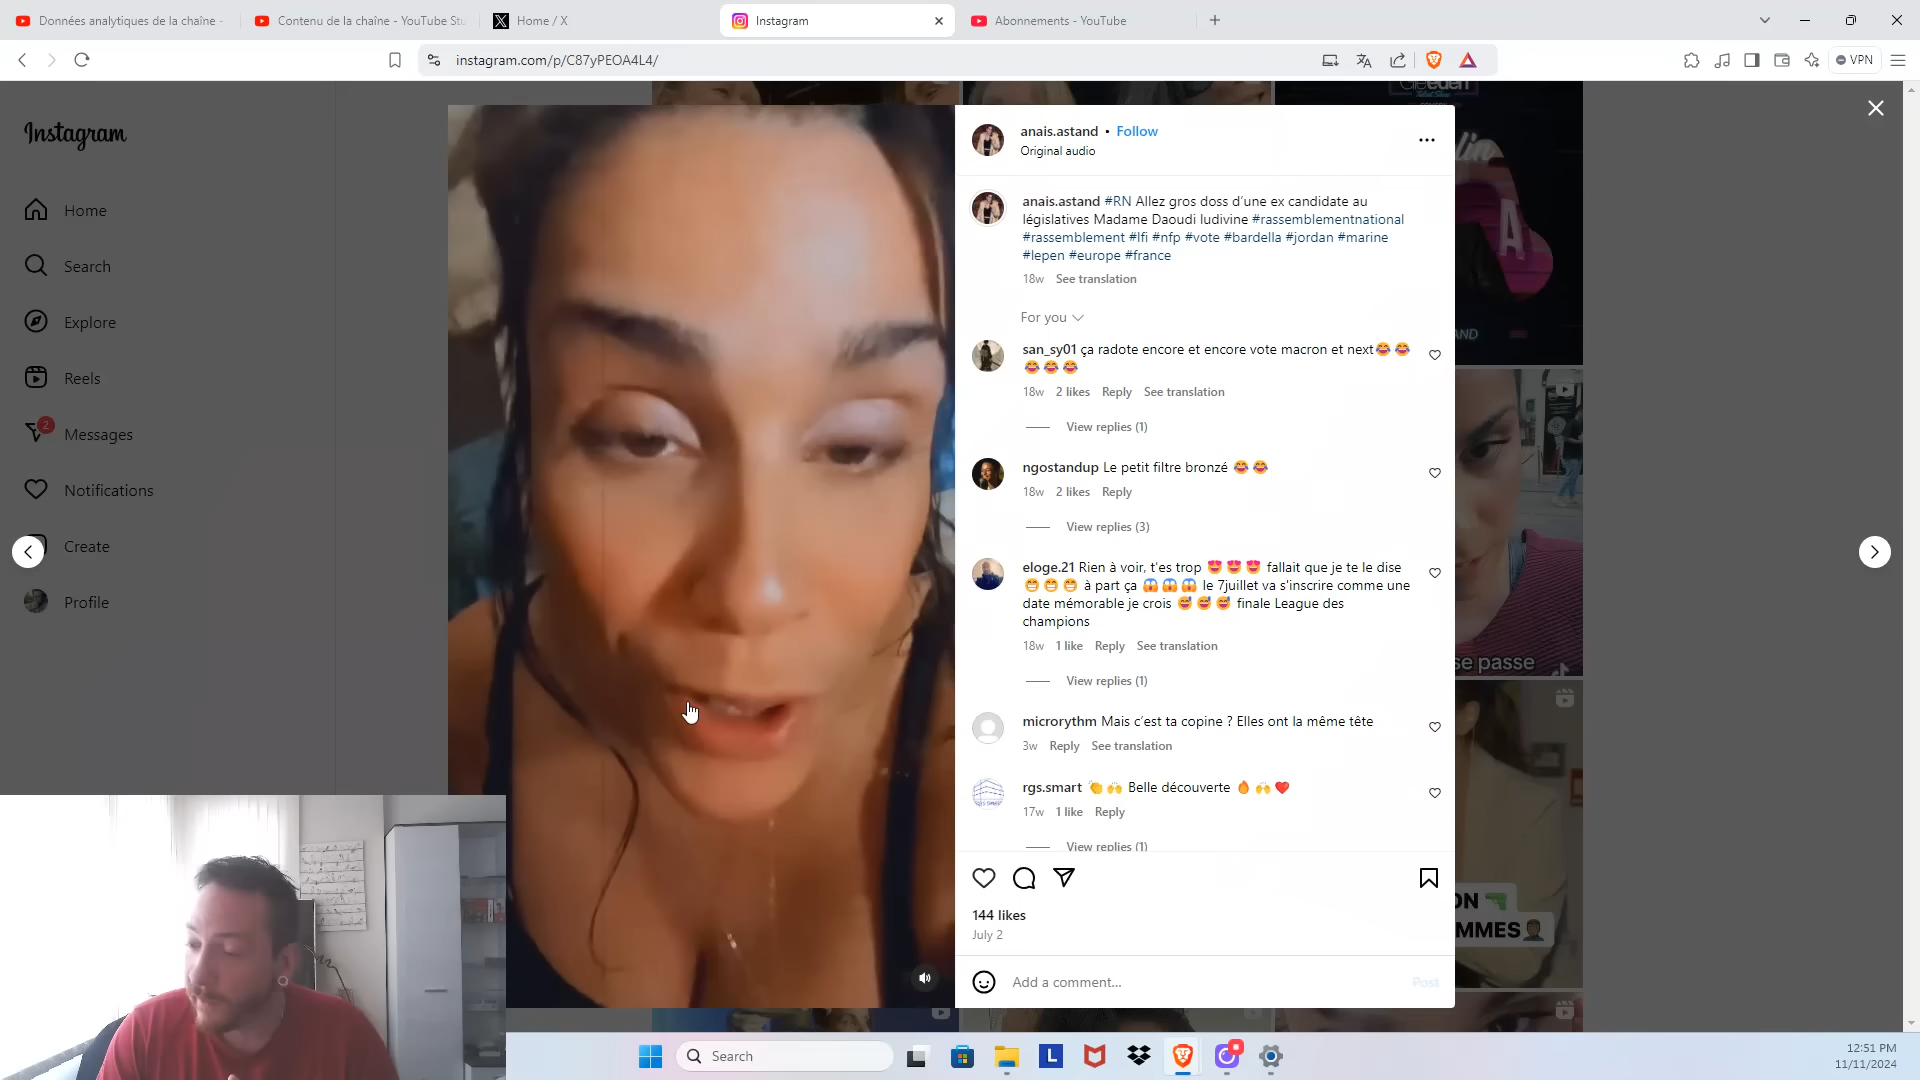 Données analytiques de la chaîne -
Contenu de la chaîne - YouTube Stu
Home / X
Instagram
Abonnements - YouTube
instagram.com/p/C87yPEOA4L4/
VPN
Instagram
Home
Search
Explore
Reels
2
Messages
Notifications
Create
Profile
anais.astand • Follow
Original audio
anais.astand #RN Allez gros doss d'une ex candidate au
législatives Madame Daoudi ludivine #rassemblementnational
#rassemblement #lfi #nfp #vote #bardella #jordan #marine
#lepen #europe #france
18w See translation
For you
san_sy01 ça radote encore et encore vote macron et next😂😂
😂😂😂
18w 2 likes Reply See translation
View replies (1)
ngostandup Le petit filtre bronzé 😂😂
18w 2 likes Reply
View replies (3)
eloge.21 Rien à voir, t'es trop 😍😍😍 fallait que je te le dise
😁😁😁 à part ça 😱😱😱 le 7juillet va s'inscrire comme une
date mémorable je crois 😅😅😅 finale League des
champions
18w 1 like Reply See translation
View replies (1)
microrythm Mais c'est ta copine ? Elles ont la même tête
3w Reply See translation
rgs.smart 👏🙌 Belle découverte 🔥🙌❤️
17w 1 like Reply
View replies (1)
144 likes
July 2
Add a comment...
Post
se passe
ON
MMES
Search
L
12:51 PM
11/11/2024